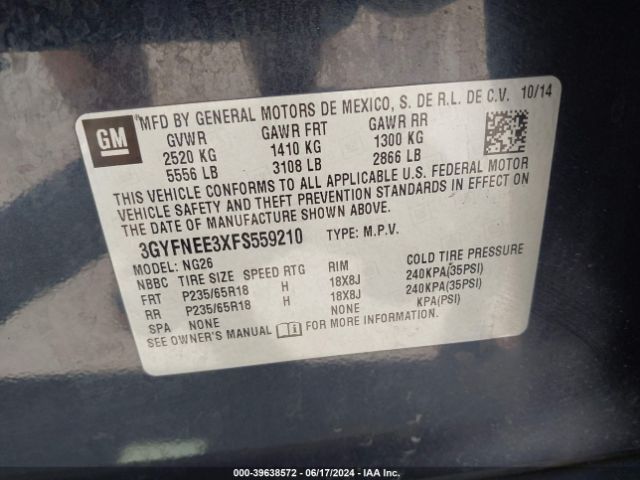 GM
"MFD BY GENERAL MOTORS DE MEXICO, S. DE R.L. DE C.V. 10/14
GVWR GAWR FRT GAWR RR
2520 KG 1410 KG 1300 KG
5556 LB 3108 LB 2866 LB
THIS VEHICLE CONFORMS TO ALL APPLICABLE U.S. FEDERAL MOTOR
VEHICLE SAFETY AND THEFT PREVENTION STANDARDS IN EFFECT ON
THE DATE OF MANUFACTURE SHOWN ABOVE.
3GYFNEE3XFS559210 TYPE: M.P.V.
MODEL: NG26
NBBC TIRE SIZE SPEED RTG RIM COLD TIRE PRESSURE
FRT P235/65R18 H 18X8J 240KPA(35PSI)
RR P235/65R18 H 18X8J 240KPA(35PSI)
SPA NONE NONE KPA(PSI)
SEE OWNER'S MANUAL FOR MORE INFORMATION.
000-39638572 - 06/17/2024 - IAA Inc.